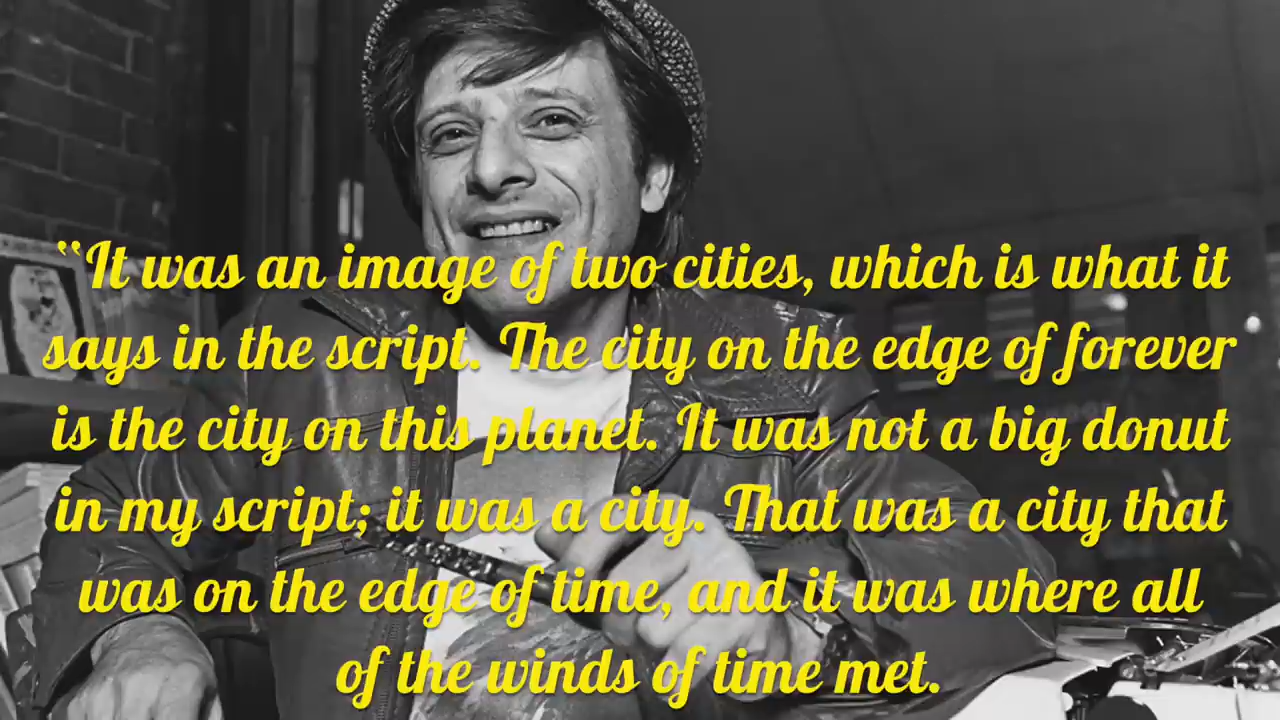 “It was an image of two cities, which is what it
says in the script. The city on the edge of forever
is the city on this planet. It was not a big donut
in my script; it was a city. That was a city that
was on the edge of time, and it was where all
of the winds of time met.